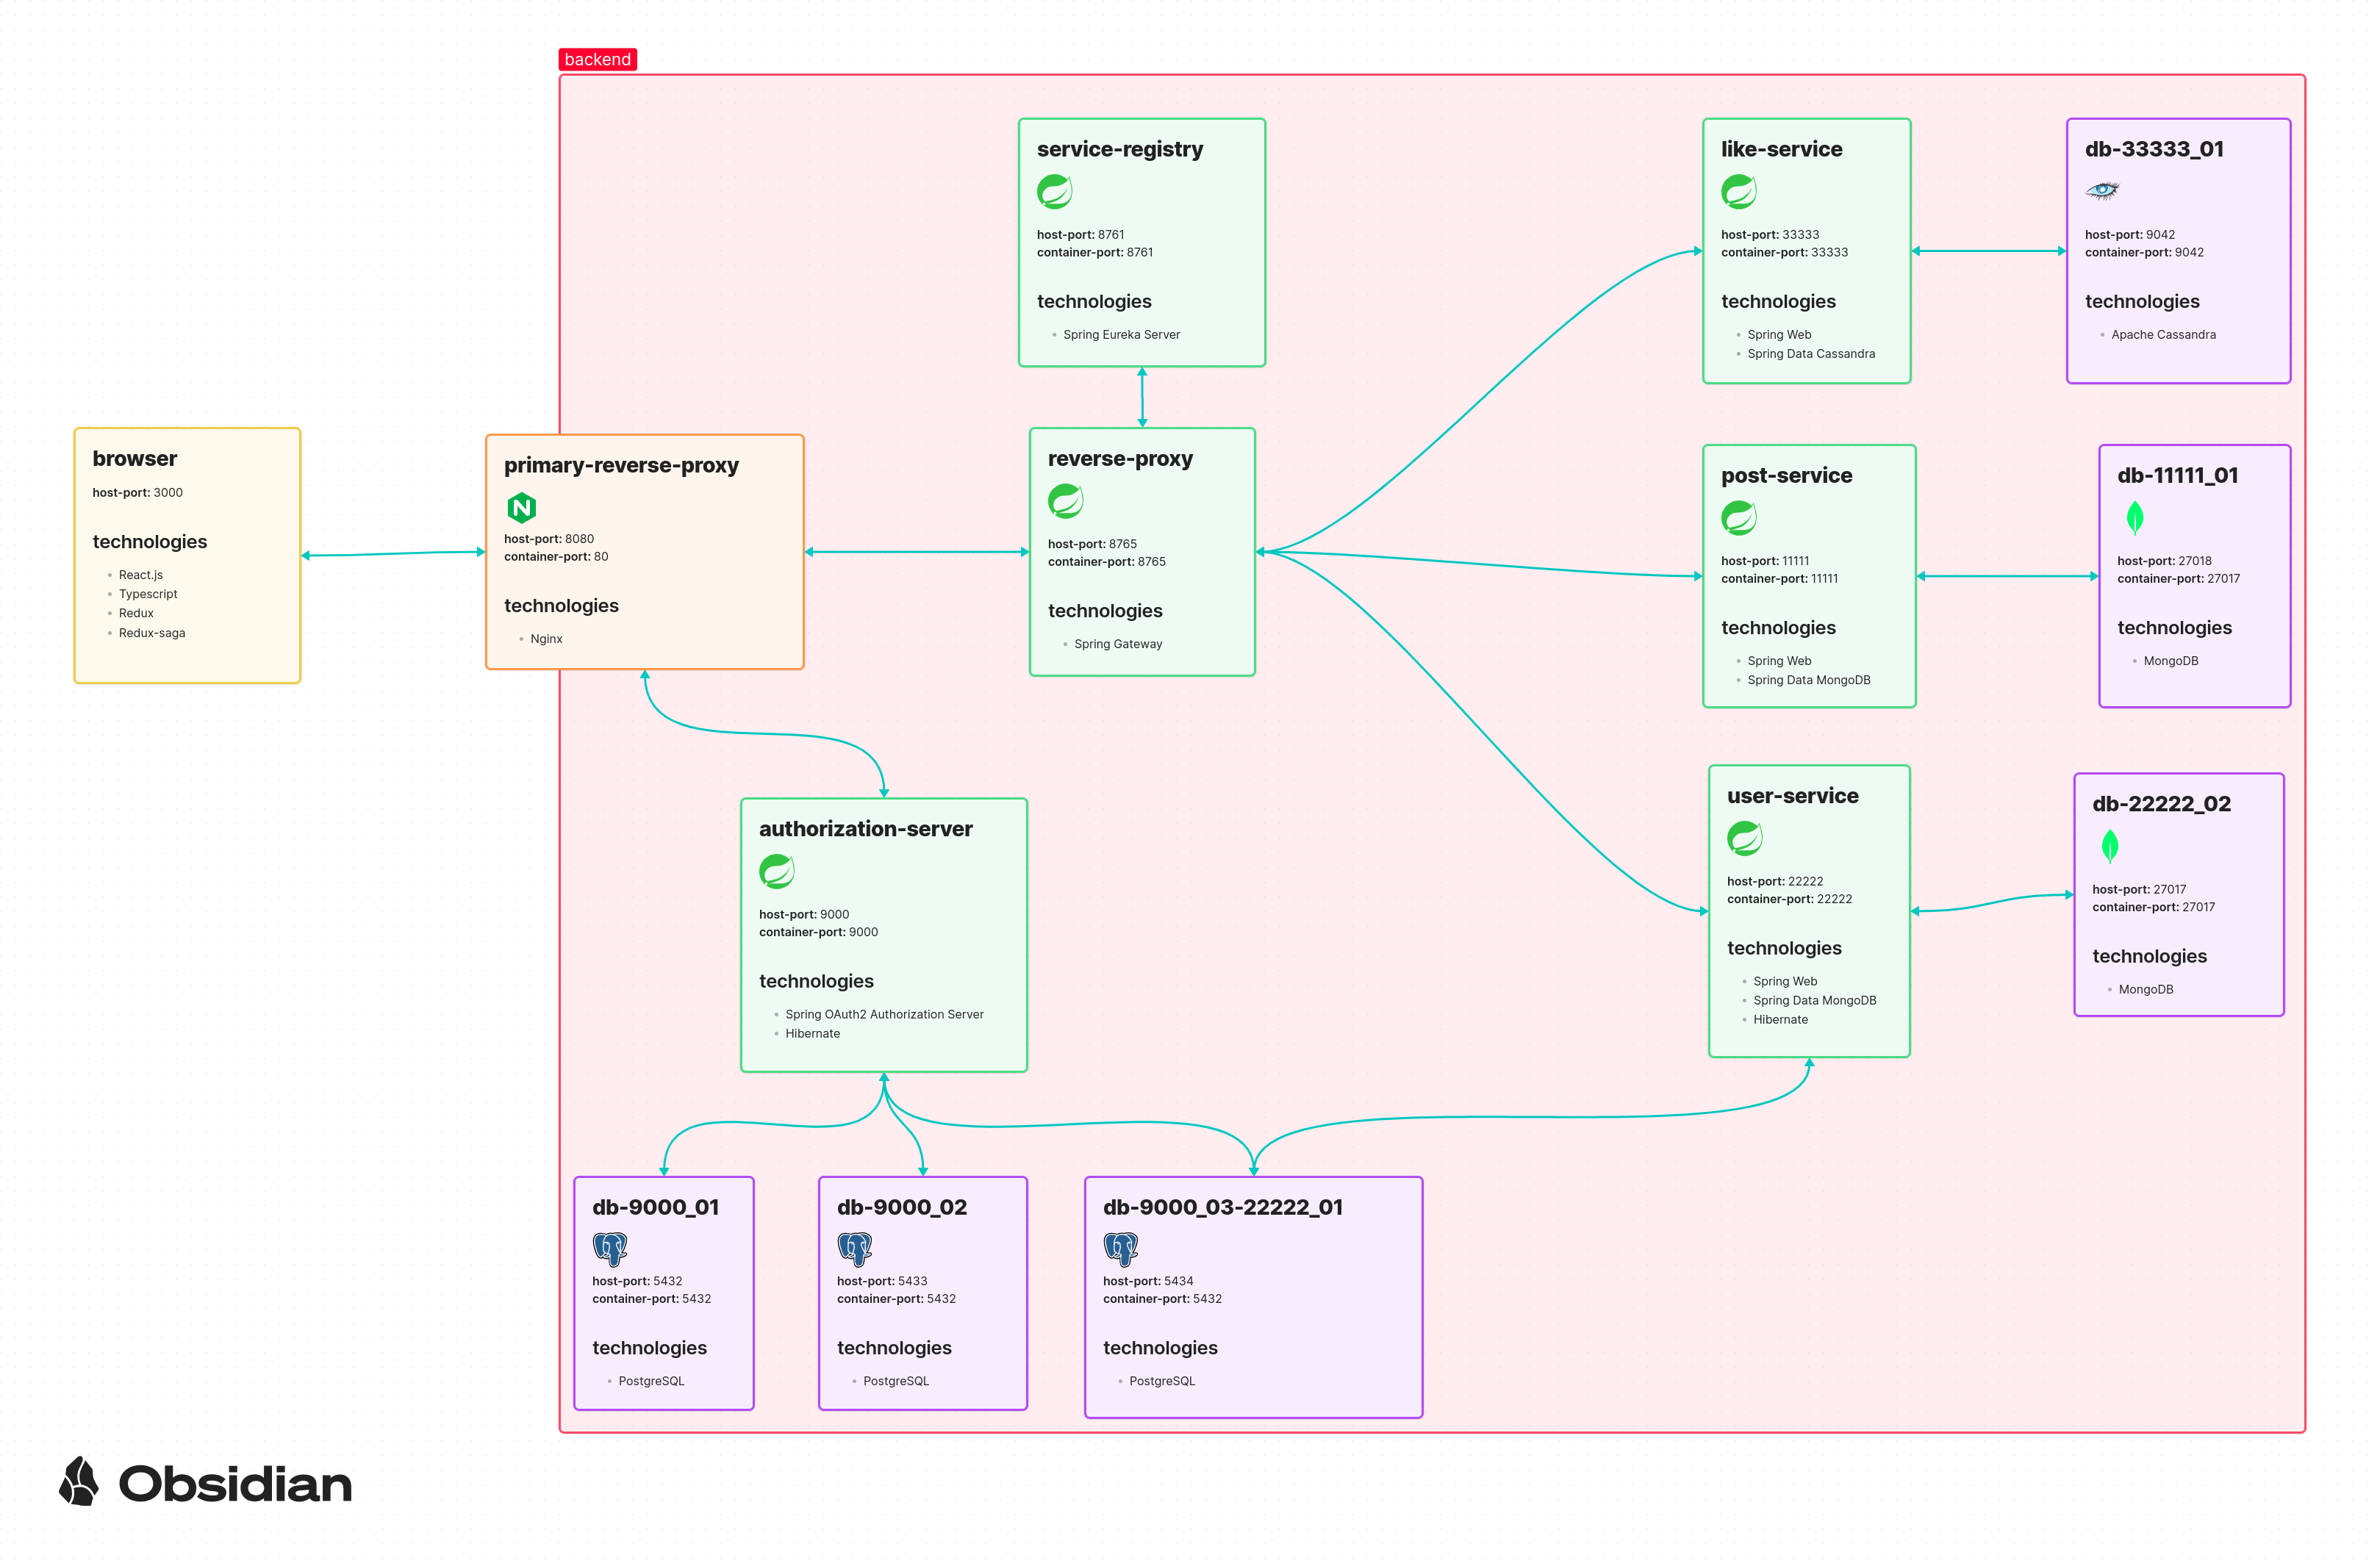 backend
service-registry
host-port: 8761
container-port: 8761
technologies
Spring Eureka Server
like-service
host-port: 33333
container-port: 33333
technologies
Spring Web
Spring Data Cassandra
db-33333_01
host-port: 9042
container-port: 9042
technologies
Apache Cassandra
browser
host-port: 3000
technologies
React.js
Typescript
Redux
Redux-saga
primary-reverse-proxy
host-port: 8080
container-port: 80
technologies
Nginx
reverse-proxy
host-port: 8765
container-port: 8765
technologies
Spring Gateway
post-service
host-port: 11111
container-port: 11111
technologies
Spring Web
Spring Data MongoDB
db-11111_01
host-port: 27018
container-port: 27017
technologies
MongoDB
authorization-server
host-port: 9000
container-port: 9000
technologies
Spring OAuth2 Authorization Server
Hibernate
user-service
host-port: 22222
container-port: 22222
technologies
Spring Web
Spring Data MongoDB
Hibernate
db-22222_02
host-port: 27017
container-port: 27017
technologies
MongoDB
db-9000_01
host-port: 5432
container-port: 5432
technologies
PostgreSQL
db-9000_02
host-port: 5433
container-port: 5432
technologies
PostgreSQL
db-9000_03-22222_01
host-port: 5434
container-port: 5432
technologies
PostgreSQL
Obsidian